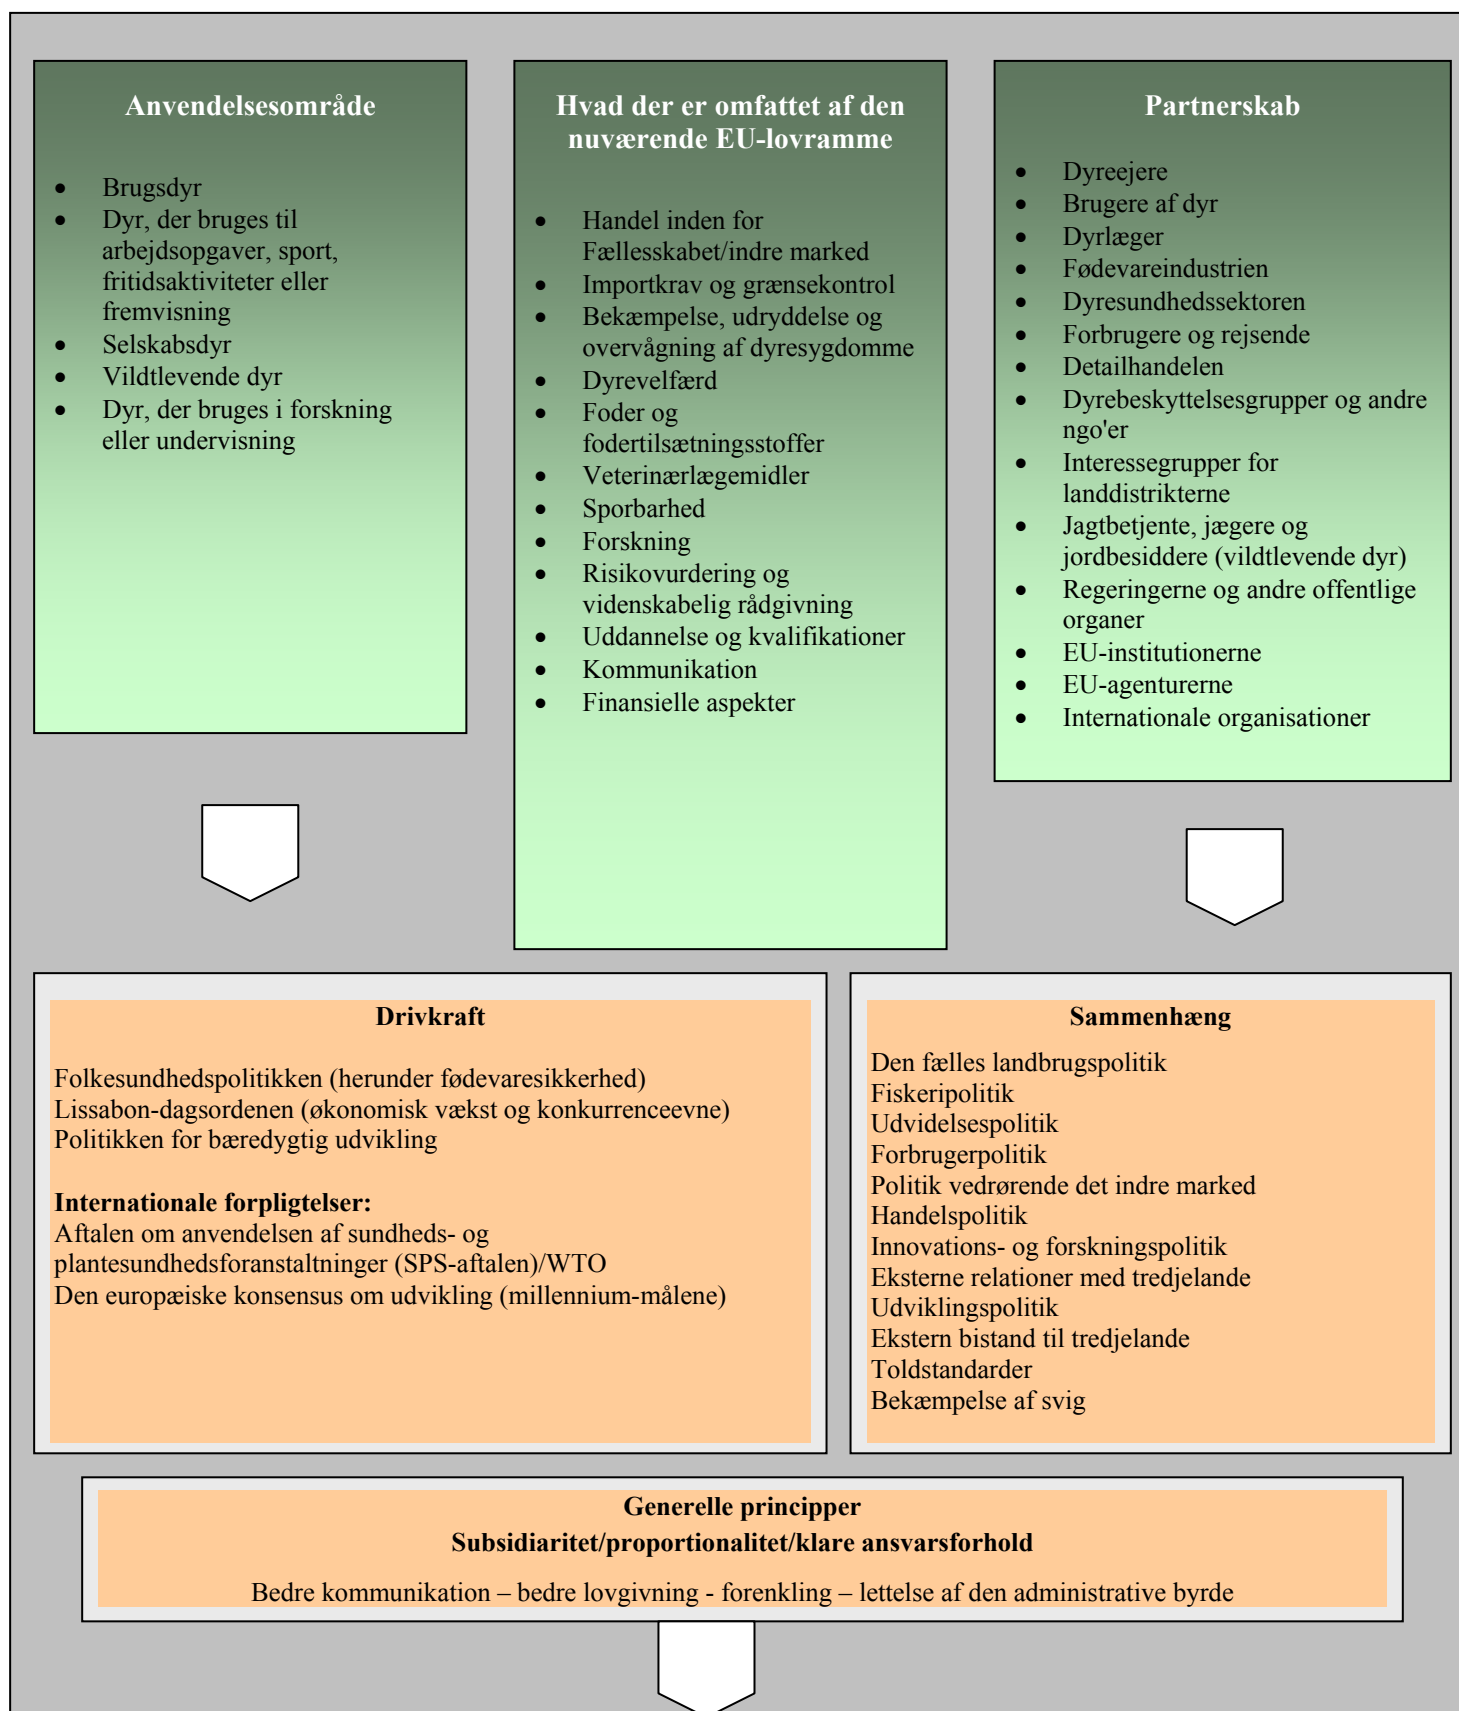 Anvendelsesområde
• Brugsdyr
• Dyr, der bruges til
arbejdsopgaver, sport,
fritidsaktiviteter eller
fremvisning
• Selskabsdyr
• Vildtlevende dyr
• Dyr, der bruges i forskning
eller undervisning
Hvad der er omfattet af den
nuværende EU-lovramme
• Handel inden for
Fællesskabet/indre marked
• Importkrav og grænsekontrol
• Bekæmpelse, udryddelse og
overvågning af dyresygdomme
• Dyrevelfærd
• Foder og
fodertilsætningsstoffer
• Veterinærlægemidler
• Sporbarhed
• Forskning
• Risikovurdering og
videnskabelig rådgivning
• Uddannelse og kvalifikationer
• Kommunikation
• Finansielle aspekter
Partnerskab
• Dyreejere
• Brugere af dyr
• Dyrlæger
• Fødevareindustrien
• Dyresundhedssektoren
• Forbrugere og rejsende
• Detailhandelen
• Dyrebeskyttelsesgrupper og andre
ngo'er
• Interessegrupper for
landdistrikterne
• Jagtbetjente, jægere og
jordbesiddere (vildtlevende dyr)
• Regeringerne og andre offentlige
organer
• EU-institutionerne
• EU-agenturerne
• Internationale organisationer
Drivkraft
Folkesundhedspolitikken (herunder fødevaresikkerhed)
Lissabon-dagsordenen (økonomisk vækst og konkurrenceevne)
Politikken for bæredygtig udvikling
Internationale forpligtelser:
Aftalen om anvendelsen af sundheds- og
plantesundhedsforanstaltninger (SPS-aftalen)/WTO
Den europæiske konsensus om udvikling (millennium-målene)
Sammenhæng
Den fælles landbrugspolitik
Fiskeripolitik
Udvidelsespolitik
Forbrugerpolitik
Politik vedrørende det indre marked
Handelspolitik
Innovations- og forskningspolitik
Eksterne relationer med tredjelande
Udviklingspolitik
Ekstern bistand til tredjelande
Toldstandarder
Bekæmpelse af svig
Generelle principper
Subsidiaritet/proportionalitet/klare ansvarsforhold
Bedre kommunikation – bedre lovgivning - forenkling – lettelse af den administrative byrde